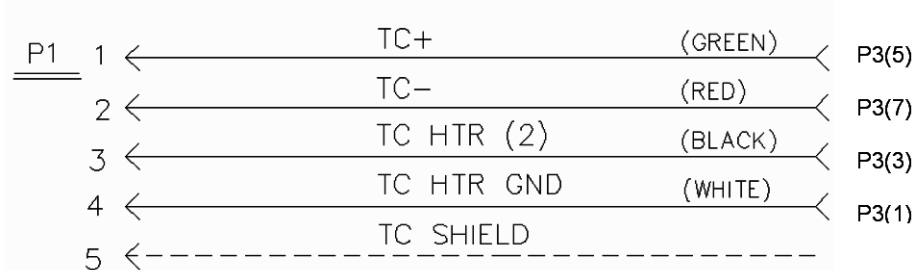 P1 1 TC+ (GREEN) P3(5)
2 TC− (RED) P3(7)
3 TC HTR (2) (BLACK) P3(3)
4 TC HTR GND (WHITE) P3(1)
5 TC SHIELD